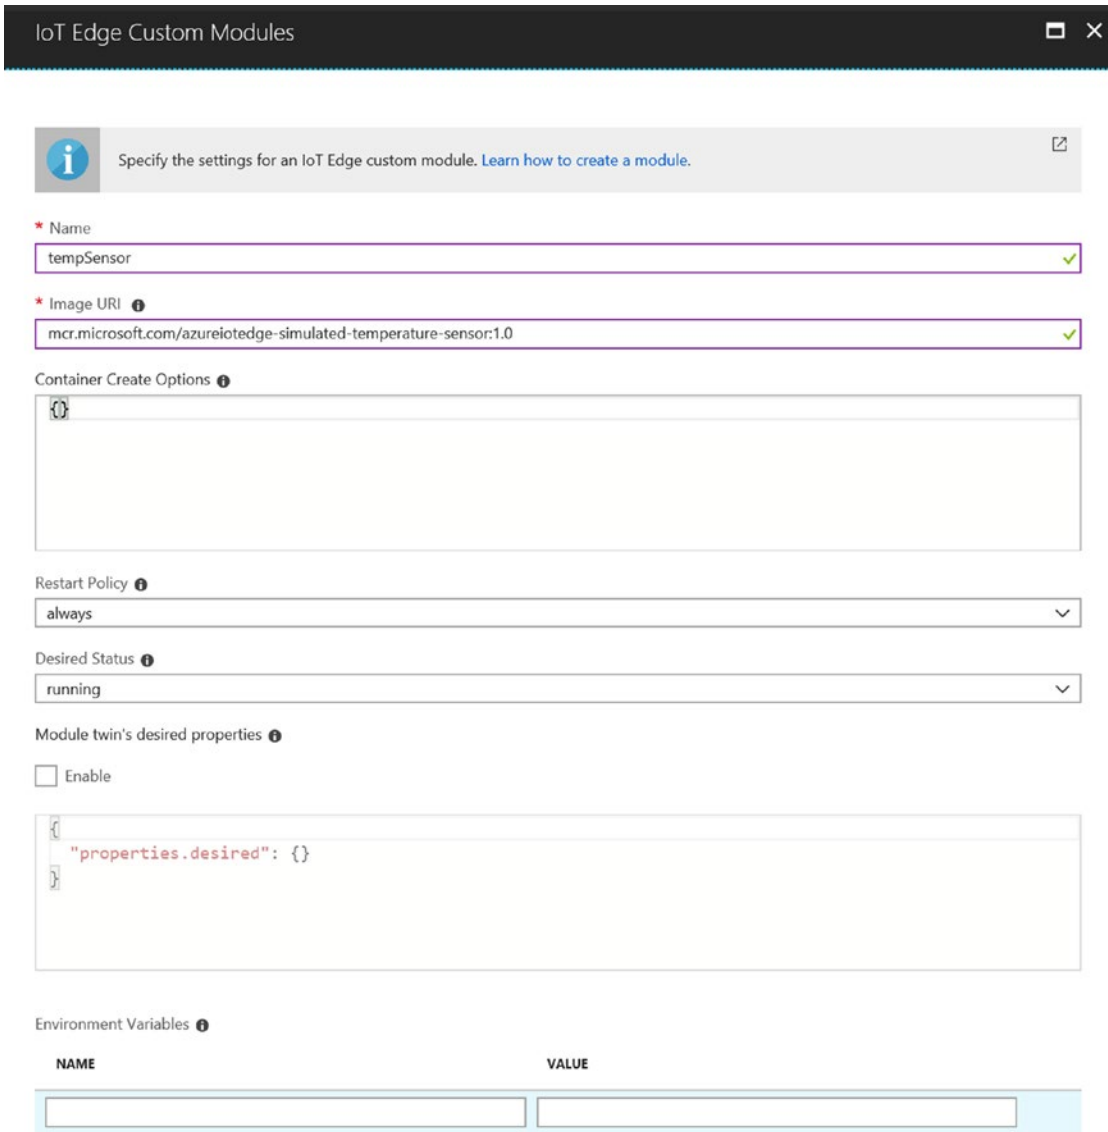 IoT Edge Custom Modules
Specify the settings for an IoT Edge custom module. Learn how to create a module.
* Name
tempSensor
* Image URI
mcr.microsoft.com/azureiotedge-simulated-temperature-sensor:1.0
Container Create Options
{}
Restart Policy
always
Desired Status
running
Module twin's desired properties
Enable
{
"properties.desired": {}
}
Environment Variables
NAME VALUE